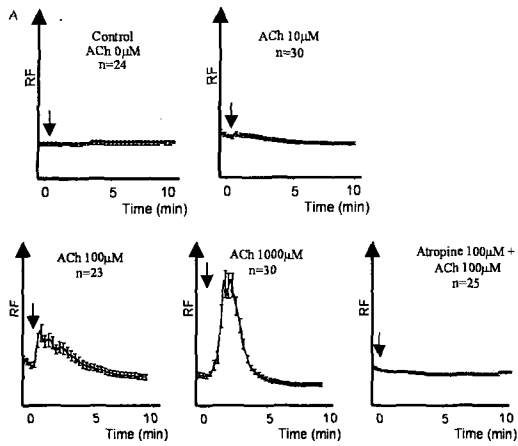 A
Control
ACh 0µM
n=24
RF
0 5 10
Time (min)
ACh 10µM
n=30
RF
0 5 10
Time (min)
ACh 100µM
n=23
RF
0 5 10
Time (min)
ACh 1000µM
n=30
RF
0 5 10
Time (min)
Atropine 100µM +
ACh 100µM
n=25
RF
0 5 10
Time (min)